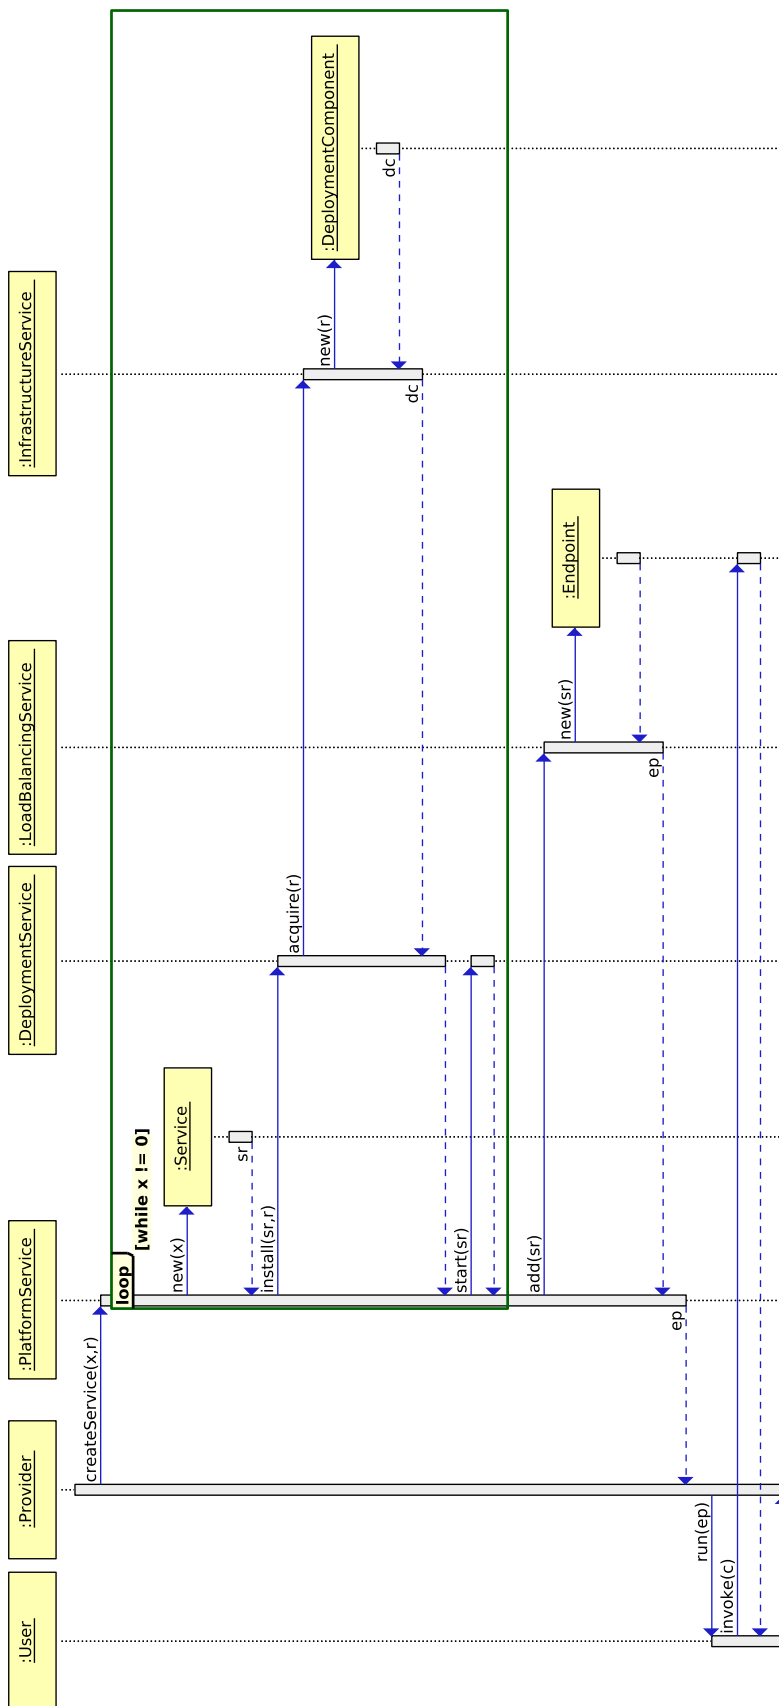 :User
:Provider
:PlatformService
:DeploymentService
:LoadBalancingService
:InfrastructureService
createService(x,r)
loop
[while x != 0]
new(x)
:Service
sr
install(sr,r)
acquire(r)
new(r)
:DeploymentComponent
dc
dc
start(sr)
add(sr)
new(sr)
:Endpoint
ep
ep
run(ep)
invoke(c)